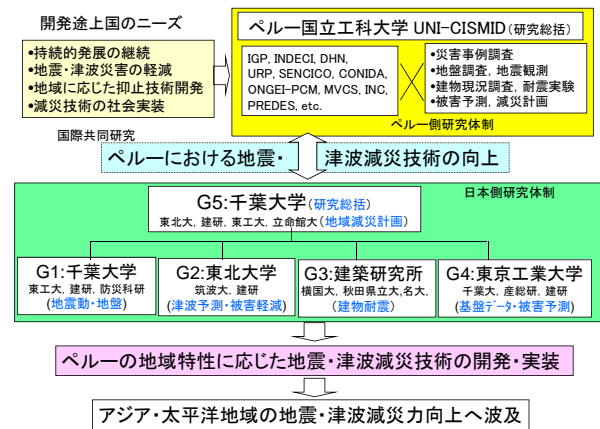 開発途上国のニーズ
•持続的発展の継続
•地震・津波災害の軽減
•地域に応じた抑止技術開発
•減災技術の社会実装
ペルー国立工科大学 UNI-CISMID(研究総括)
IGP, INDECI, DHN,
URP, SENCICO, CONIDA,
ONGEI-PCM, MVCS, INC,
PREDES, etc.
•災害事例調査
•地盤調査, 地震観測
•建物現況調査, 耐震実験
•被害予測, 減災計画
ペルー側研究体制
国際共同研究
ペルーにおける地震・ 津波減災技術の向上
日本側研究体制
G5:千葉大学(研究総括)
東北大, 建研, 東工大, 立命館大(地域減災計画)
G1:千葉大学
東工大, 建研, 防災科研
(地震動・地盤)
G2:東北大学
筑波大, 建研
(津波予測・被害軽減)
G3:建築研究所
横国大, 秋田県立大,名大,
(建物耐震)
G4:東京工業大学
千葉大, 産総研, 建研
(基盤データ・被害予測)
ペルーの地域特性に応じた地震・津波減災技術の開発・実装
アジア・太平洋地域の地震・津波減災力向上へ波及